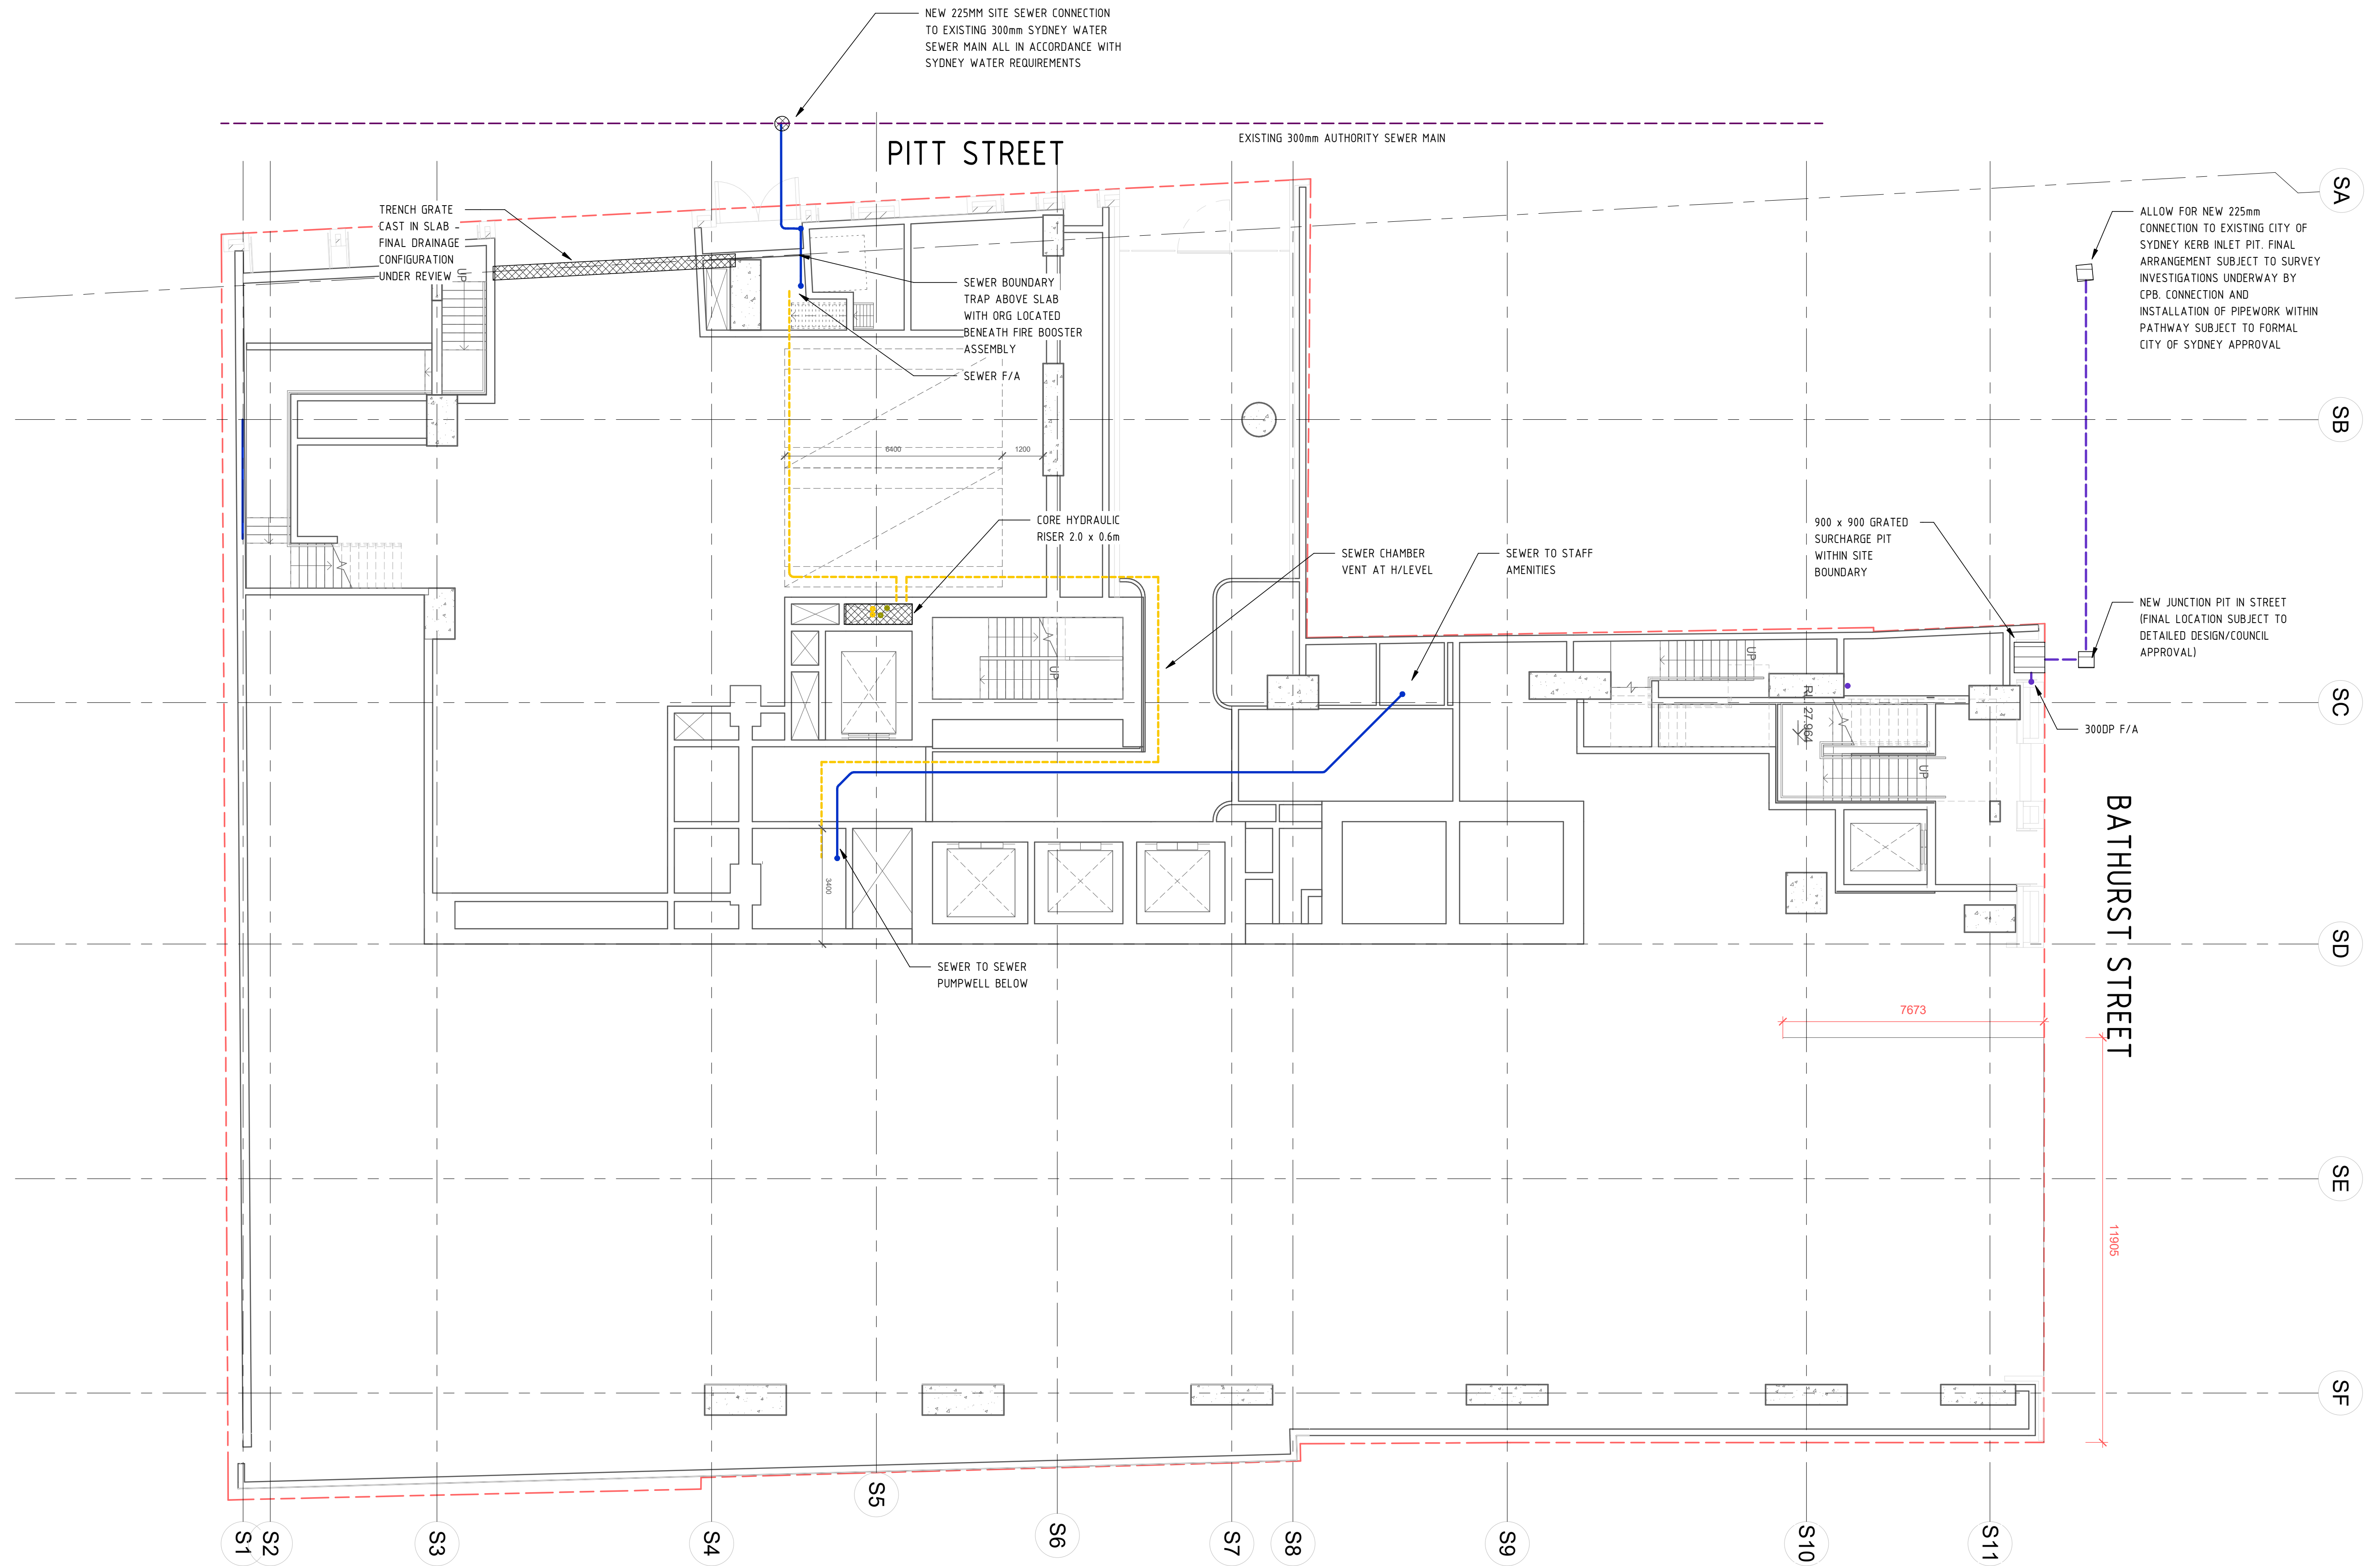 NEW 225MM SITE SEWER CONNECTION
TO EXISTING 300mm SYDNEY WATER
SEWER MAIN ALL IN ACCORDANCE WITH
SYDNEY WATER REQUIREMENTS
PITT STREET
EXISTING 300mm AUTHORITY SEWER MAIN
SA
TRENCH GRATE
CAST IN SLAB -
FINAL DRAINAGE
CONFIGURATION
UNDER REVIEW
UP
ALLOW FOR NEW 225mm
CONNECTION TO EXISTING CITY OF
SYDNEY KERB INLET PIT. FINAL
ARRANGEMENT SUBJECT TO SURVEY
INVESTIGATIONS UNDERWAY BY
CPB. CONNECTION AND
INSTALLATION OF PIPEWORK WITHIN
PATHWAY SUBJECT TO FORMAL
CITY OF SYDNEY APPROVAL
SEWER BOUNDARY
TRAP ABOVE SLAB
WITH ORG LOCATED
BENEATH FIRE BOOSTER
ASSEMBLY
SEWER F/A
SB
6400
1200
CORE HYDRAULIC
RISER 2.0 x 0.6m
SEWER CHAMBER
VENT AT H/LEVEL
SEWER TO STAFF
AMENITIES
900 x 900 GRATED
SURCHARGE PIT
WITHIN SITE
BOUNDARY
NEW JUNCTION PIT IN STREET
(FINAL LOCATION SUBJECT TO
DETAILED DESIGN/COUNCIL
APPROVAL)
UP
UP
RL 27.964
SC
300DP F/A
UP
BATHURST STREET
3400
SD
SEWER TO SEWER
PUMPWELL BELOW
7673
SE
11905
SF
S1
S2
S3
S4
S5
S6
S7
S8
S9
S10
S11